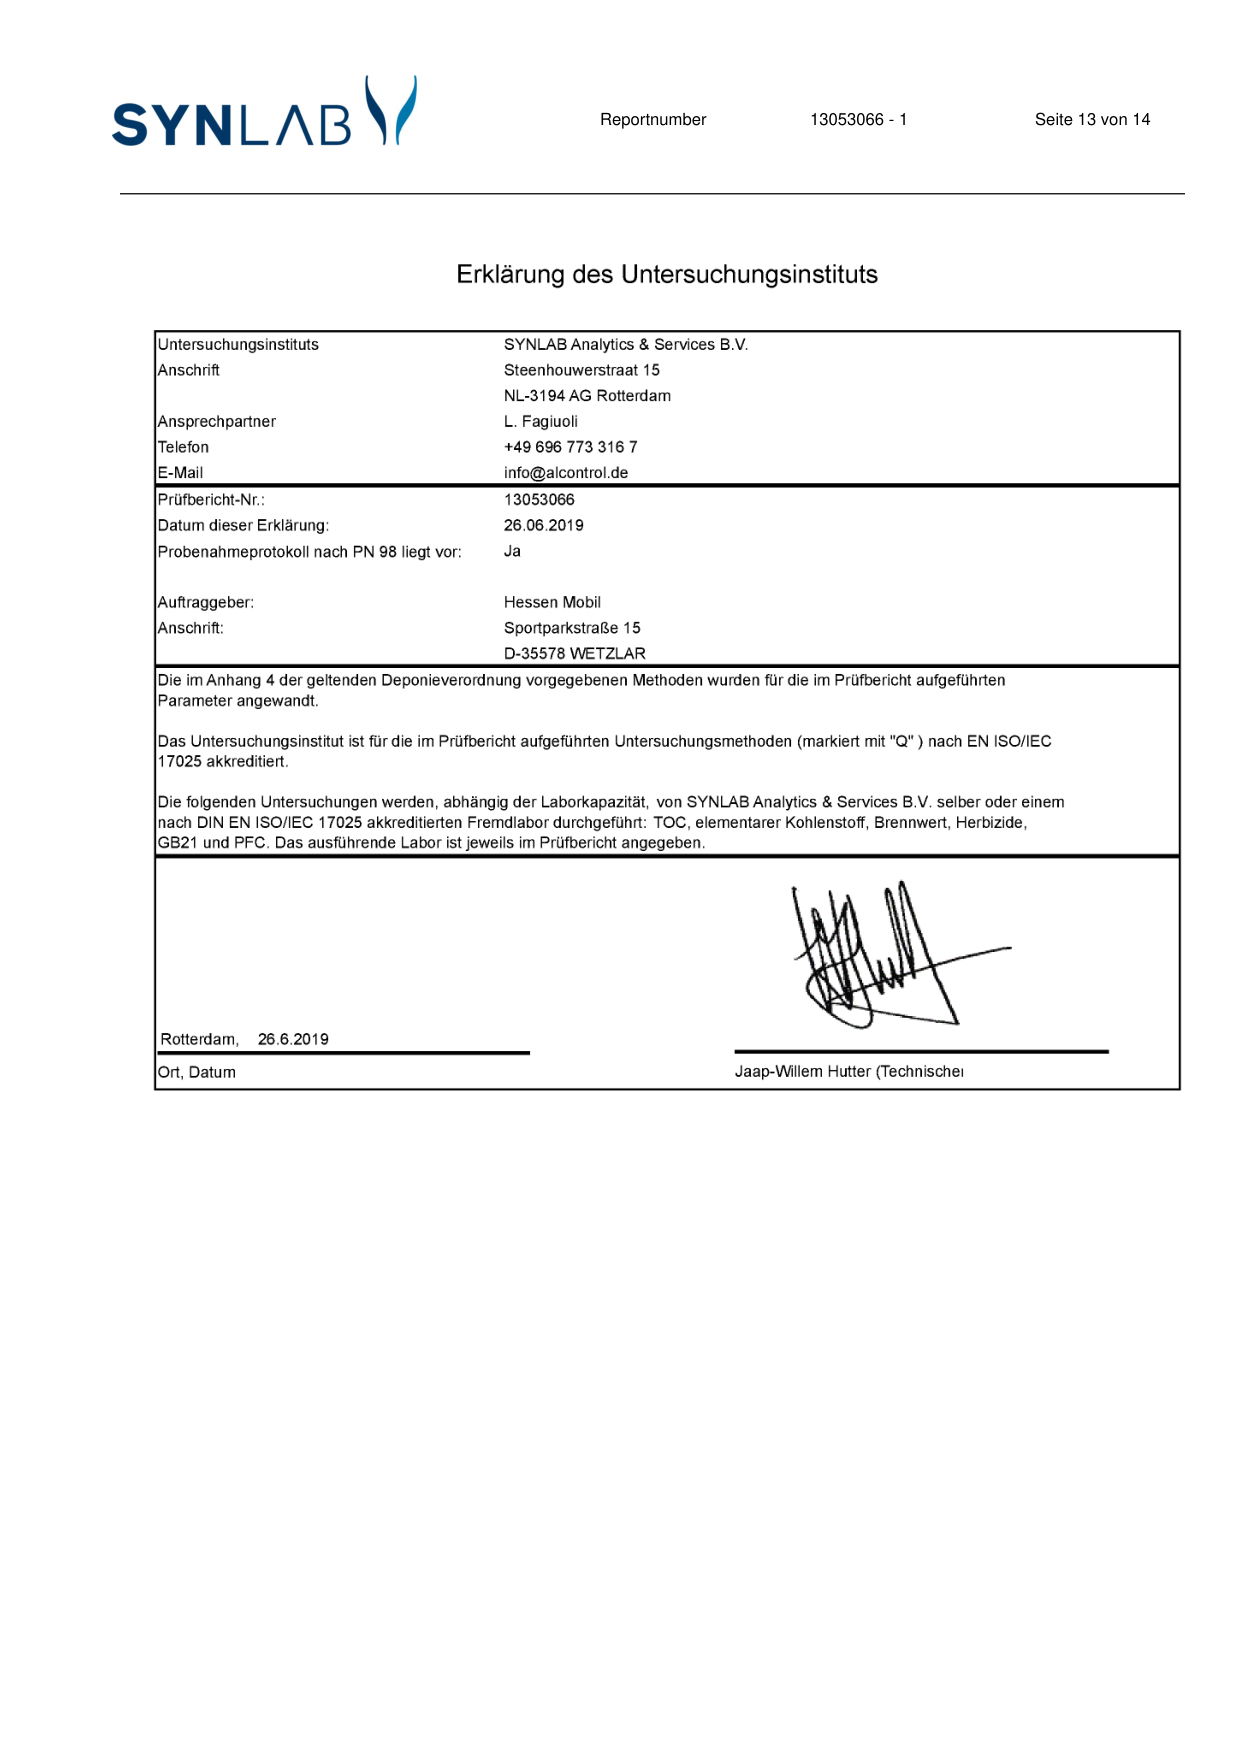 SYNLAB
Reportnumber 13053066 - 1 Seite 13 von 14
Erklärung des Untersuchungsinstituts
Untersuchungsinstituts SYNLAB Analytics & Services B.V.
Anschrift Steenhouwerstraat 15
NL-3194 AG Rotterdam
Ansprechpartner L. Fagiuoli
Telefon +49 696 773 316 7
E-Mail info@alcontrol.de
Prüfbericht-Nr.: 13053066
Datum dieser Erklärung: 26.06.2019
Probenahmeprotokoll nach PN 98 liegt vor: Ja
Auftraggeber: Hessen Mobil
Anschrift: Sportparkstraße 15
D-35578 WETZLAR
Die im Anhang 4 der geltenden Deponieverordnung vorgegebenen Methoden wurden für die im Prüfbericht aufgeführten
Parameter angewandt.
Das Untersuchungsinstitut ist für die im Prüfbericht aufgeführten Untersuchungsmethoden (markiert mit "Q" ) nach EN ISO/IEC
17025 akkreditiert.
Die folgenden Untersuchungen werden, abhängig der Laborkapazität, von SYNLAB Analytics & Services B.V. selber oder einem
nach DIN EN ISO/IEC 17025 akkreditierten Fremdlabor durchgeführt: TOC, elementarer Kohlenstoff, Brennwert, Herbizide,
GB21 und PFC. Das ausführende Labor ist jeweils im Prüfbericht angegeben.
Rotterdam, 26.6.2019
Ort, Datum Jaap-Willem Hutter (Technischer